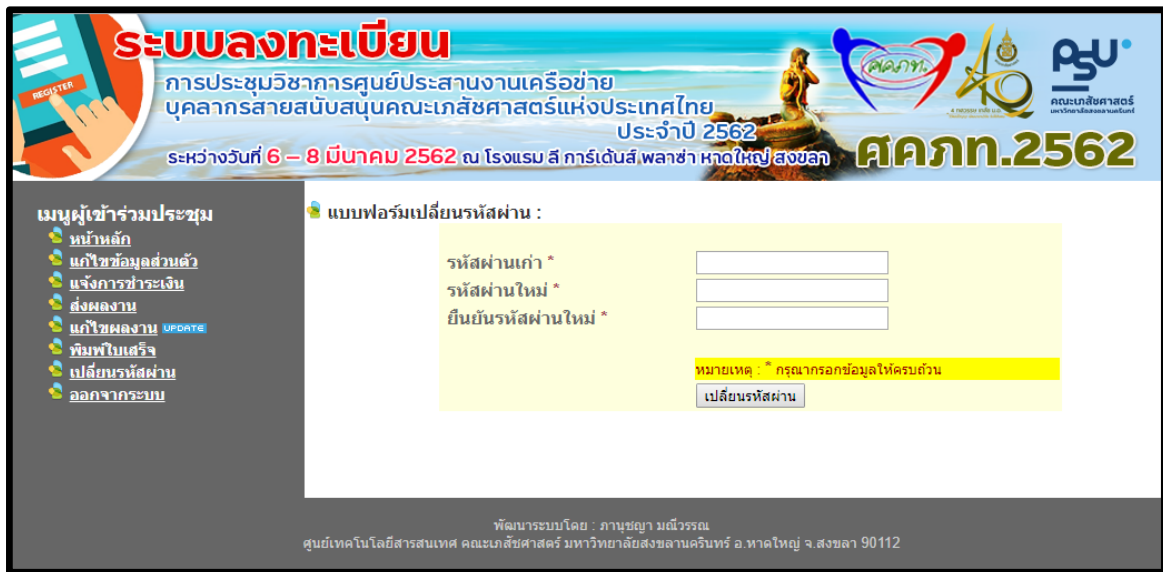 ระบบลงทะเบียน
การประชุมวิชาการศูนย์ประสานงานเครือข่าย
บุคลากรสายสนับสนุนคณะเภสัชศาสตร์แห่งประเทศไทย
ประจำปี 2562
ระหว่างวันที่ 6 – 8 มีนาคม 2562 ณ โรงแรม ลี การ์เด้นส์ พลาซ่า หาดใหญ่ สงขลา
REGISTER
ศคภท.
PSU
คณะเภสัชศาสตร์
มหาวิทยาลัยสงขลานครินทร์
ศคภท.2562
เมนูผู้เข้าร่วมประชุม
หน้าหลัก
แก้ไขข้อมูลส่วนตัว
แจ้งการชำระเงิน
ส่งผลงาน
แก้ไขผลงาน UPDATE
พิมพ์ใบเสร็จ
เปลี่ยนรหัสผ่าน
ออกจากระบบ
แบบฟอร์มเปลี่ยนรหัสผ่าน :
รหัสผ่านเก่า *
รหัสผ่านใหม่ *
ยืนยันรหัสผ่านใหม่ *
หมายเหตุ : * กรุณากรอกข้อมูลให้ครบถ้วน
เปลี่ยนรหัสผ่าน
พัฒนาระบบโดย : ภานุชญา มณีวรรณ
ศูนย์เทคโนโลยีสารสนเทศ คณะเภสัชศาสตร์ มหาวิทยาลัยสงขลานครินทร์ อ.หาดใหญ่ จ.สงขลา 90112